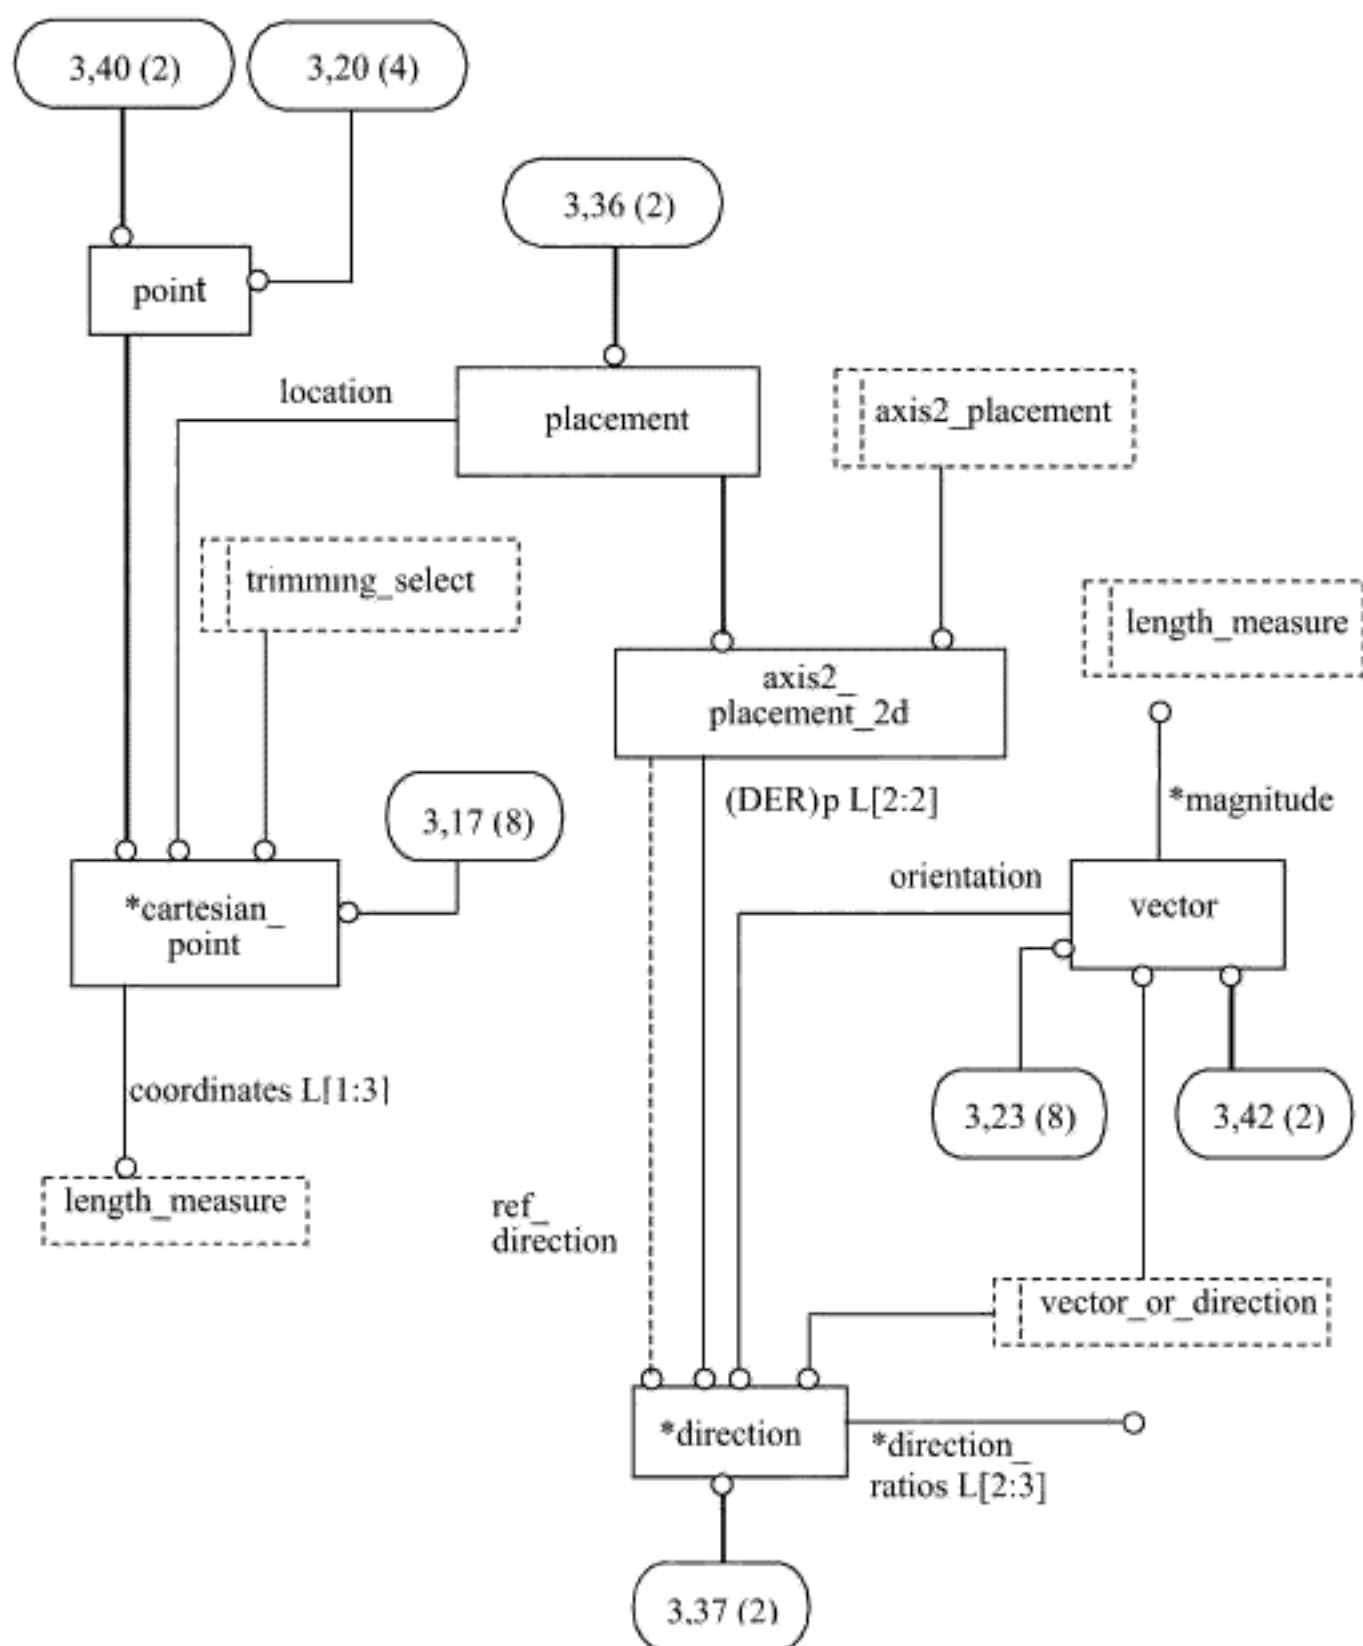 3,40 (2)
3,20 (4)
3,36 (2)
point
location
placement
axis2_placement
trimming_select
length_measure
axis2_
placement_2d
(DER)p L[2:2]
*magnitude
3,17 (8)
orientation
vector
*cartesian_
point
coordinates L[1:3]
3,23 (8)
3,42 (2)
length_measure
ref_
direction
vector_or_direction
*direction
*direction_
ratios L[2:3]
3,37 (2)